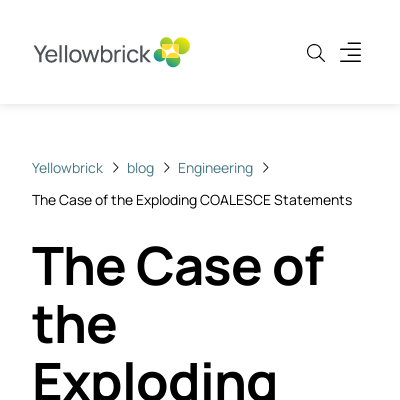 Yellowbrick
Yellowbrick > blog > Engineering >
The Case of the Exploding COALESCE Statements
The Case of
the
Exploding